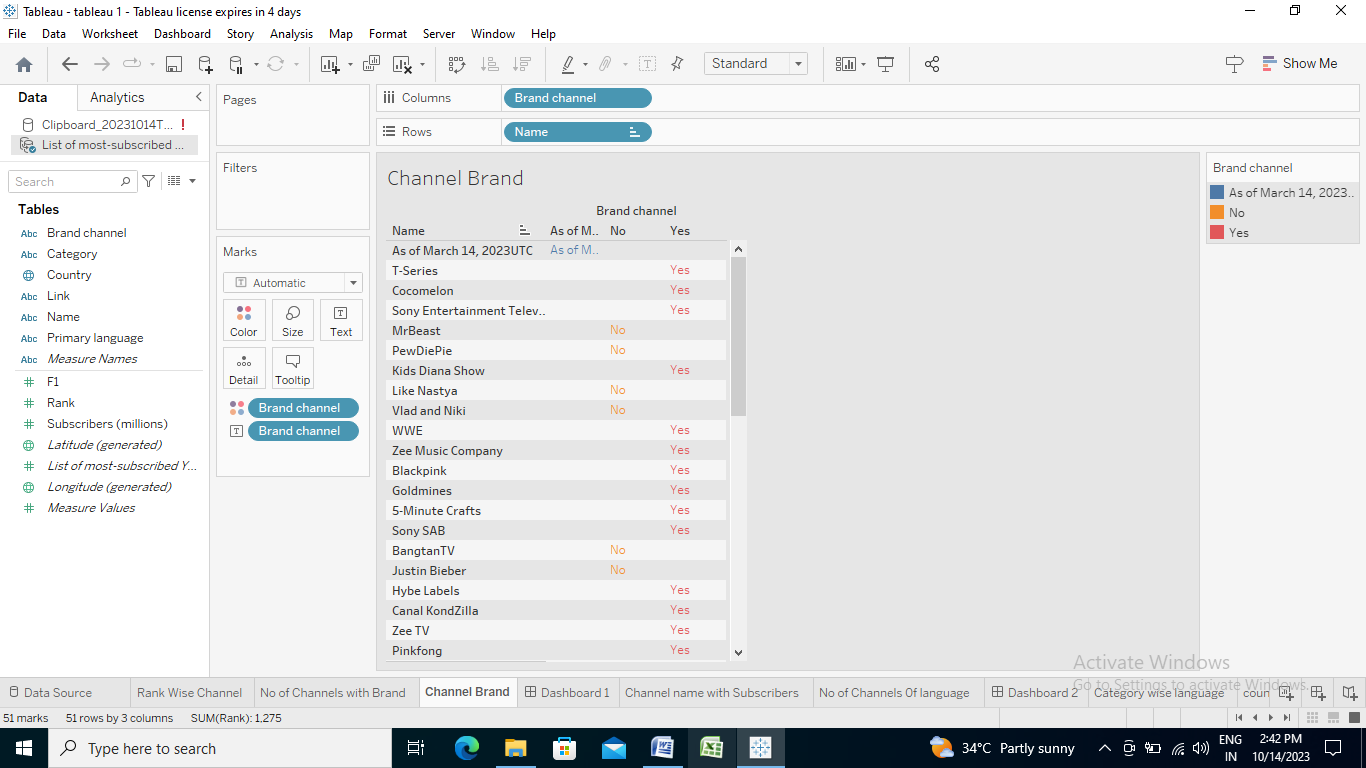 Tableau - tableau 1 - Tableau license expires in 4 days
File Data Worksheet Dashboard Story Analysis Map Format Server Window Help
Standard
Show Me
Data Analytics
Clipboard_20231014T... !
List of most-subscribed ...
Search
Tables
Abc Brand channel
Abc Category
Country
Abc Link
Abc Name
Abc Primary language
Abc Measure Names
F1
Rank
Subscribers (millions)
Latitude (generated)
List of most-subscribed Y...
Longitude (generated)
Measure Values
Pages
Filters
Marks
Automatic
Color Size Text
Detail Tooltip
Brand channel
Brand channel
Columns Brand channel
Rows Name
Channel Brand
Brand channel
Name As of M.. No Yes
As of March 14, 2023UTC As of M..
T-Series Yes
Cocomelon Yes
Sony Entertainment Telev.. Yes
MrBeast No
PewDiePie No
Kids Diana Show Yes
Like Nastya No
Vlad and Niki No
WWE Yes
Zee Music Company Yes
Blackpink Yes
Goldmines Yes
5-Minute Crafts Yes
Sony SAB Yes
BangtanTV No
Justin Bieber No
Hybe Labels Yes
Canal KondZilla Yes
Zee TV Yes
Pinkfong Yes
Brand channel
As of March 14, 2023..
No
Yes
Activate Windows
Go to Settings to activate Windows.
Data Source Rank Wise Channel No of Channels with Brand Channel Brand Dashboard 1 Channel name with Subscribers No of Channels Of language Dashboard 2 Category wise language coun
51 marks 51 rows by 3 columns SUM(Rank): 1,275
Type here to search
34°C Partly sunny
ENG
IN
2:42 PM
10/14/2023